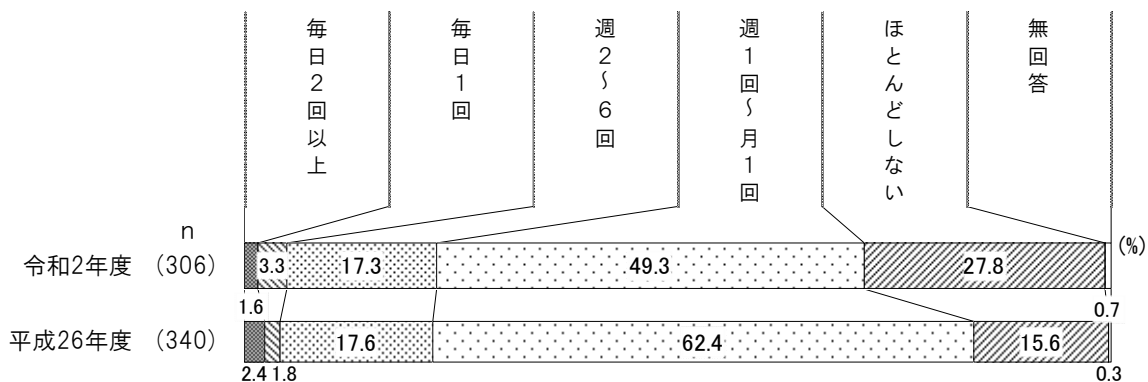 毎日2回以上
毎日1回
週2～6回
週1回～月1回
ほとんどしない
無回答
n
(%)
令和2年度 (306)
3.3 17.3 49.3 27.8
1.6 0.7
平成26年度 (340)
17.6 62.4 15.6
2.4 1.8 0.3